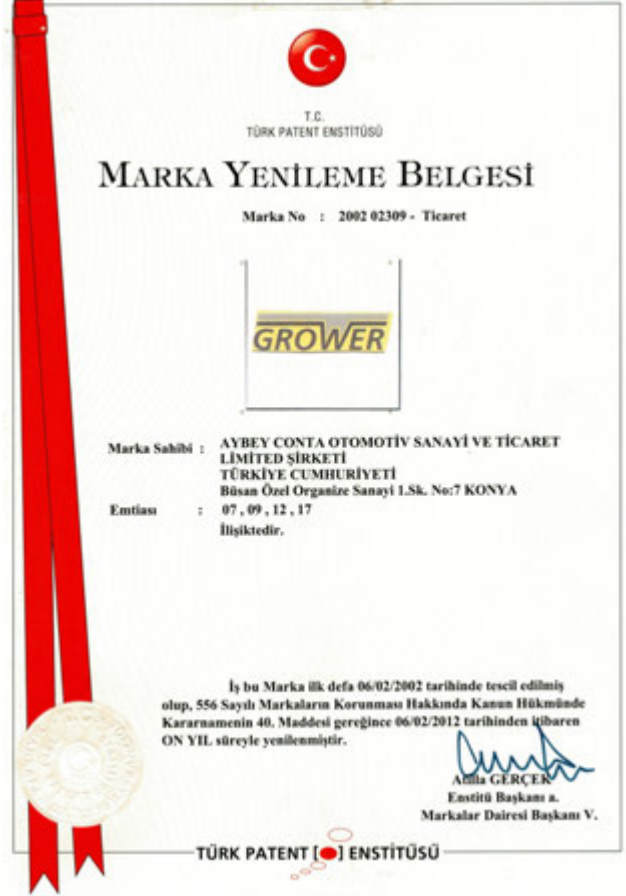 T.C.
TÜRK PATENT ENSTİTÜSÜ
MARKA YENİLEME BELGESİ
Marka No : 2002 02309 - Ticaret
GROWER
Marka Sahibi : AYBEY CONTA OTOMOTİV SANAYİ VE TİCARET
LİMİTED ŞİRKETİ
TÜRKİYE CUMHURİYETİ
Büsan Özel Organize Sanayi 1.Sk. No:7 KONYA
Emtiası : 07 , 09 , 12 , 17
İlişiktedir.
İş bu Marka ilk defa 06/02/2002 tarihinde tescil edilmiş
olup, 556 Sayılı Markaların Korunması Hakkında Kanun Hükmünde
Kararnamenin 40. Maddesi gereğince 06/02/2012 tarihinden itibaren
ON YIL süreyle yenilenmiştir.
GERÇEK
Enstitü Başkanı a.
Markalar Dairesi Başkanı V.
TÜRK PATENT [ ] ENSTİTÜSÜ